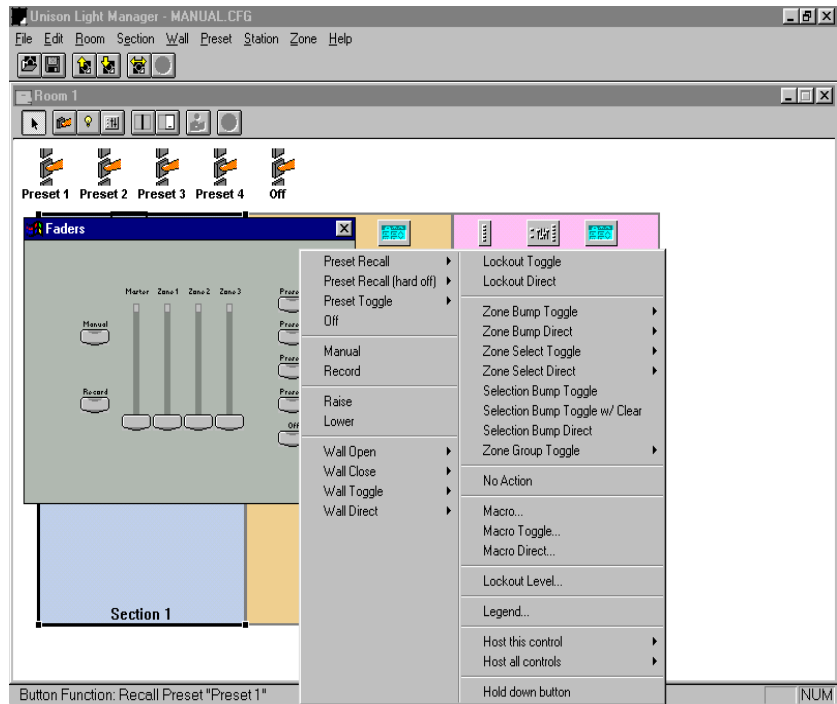 Unison Light Manager - MANUAL.CFG
File Edit Room Section Wall Preset Station Zone Help
Room 1
Preset 1 Preset 2 Preset 3 Preset 4 Off
Faders
Master Zone 1 Zone 2 Zone 3
Manual
Record
Off
Preset Recall
Preset Recall (hard off)
Preset Toggle
Off
Manual
Record
Raise
Lower
Wall Open
Wall Close
Wall Toggle
Wall Direct
Lockout Toggle
Lockout Direct
Zone Bump Toggle
Zone Bump Direct
Zone Select Toggle
Zone Select Direct
Selection Bump Toggle
Selection Bump Toggle w/ Clear
Selection Bump Direct
Zone Group Toggle
No Action
Macro...
Macro Toggle...
Macro Direct...
Lockout Level...
Legend...
Host this control
Host all controls
Hold down button
Section 1
Button Function: Recall Preset "Preset 1"
NUM